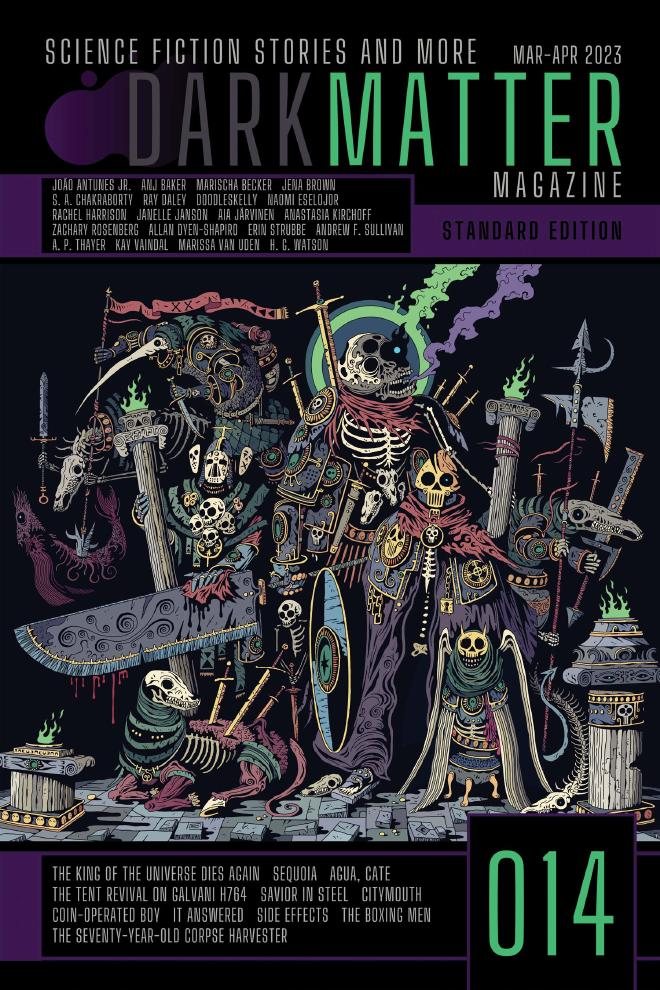 SCIENCE FICTION STORIES AND MORE MAR-APR 2023
DARKMATTER
MAGAZINE
JOÃO ANTUNES JR. ANJ BAKER MARISCHA BECKER JENA BROWN
S. A. CHAKRABORTY RAY DALEY DOODLESKELLY NAOMI ESELOJOR
RACHEL HARRISON JANELLE JANSON AIA JÄRVINEN ANASTASIA KIRCHOFF
ZACHARY ROSENBERG ALLAN DYEN-SHAPIRO ERIN STRUBBE ANDREW F. SULLIVAN
A. P. THAYER KAY VAINDAL MARISSA VAN UDEN H. G. WATSON
STANDARD EDITION
XX
THE KING OF THE UNIVERSE DIES AGAIN SEQUOIA AGUA, CATE
THE TENT REVIVAL ON GALVANI H764 SAVIOR IN STEEL CITYMOUTH
COIN-OPERATED BOY IT ANSWERED SIDE EFFECTS THE BOXING MEN
THE SEVENTY-YEAR-OLD CORPSE HARVESTER
014